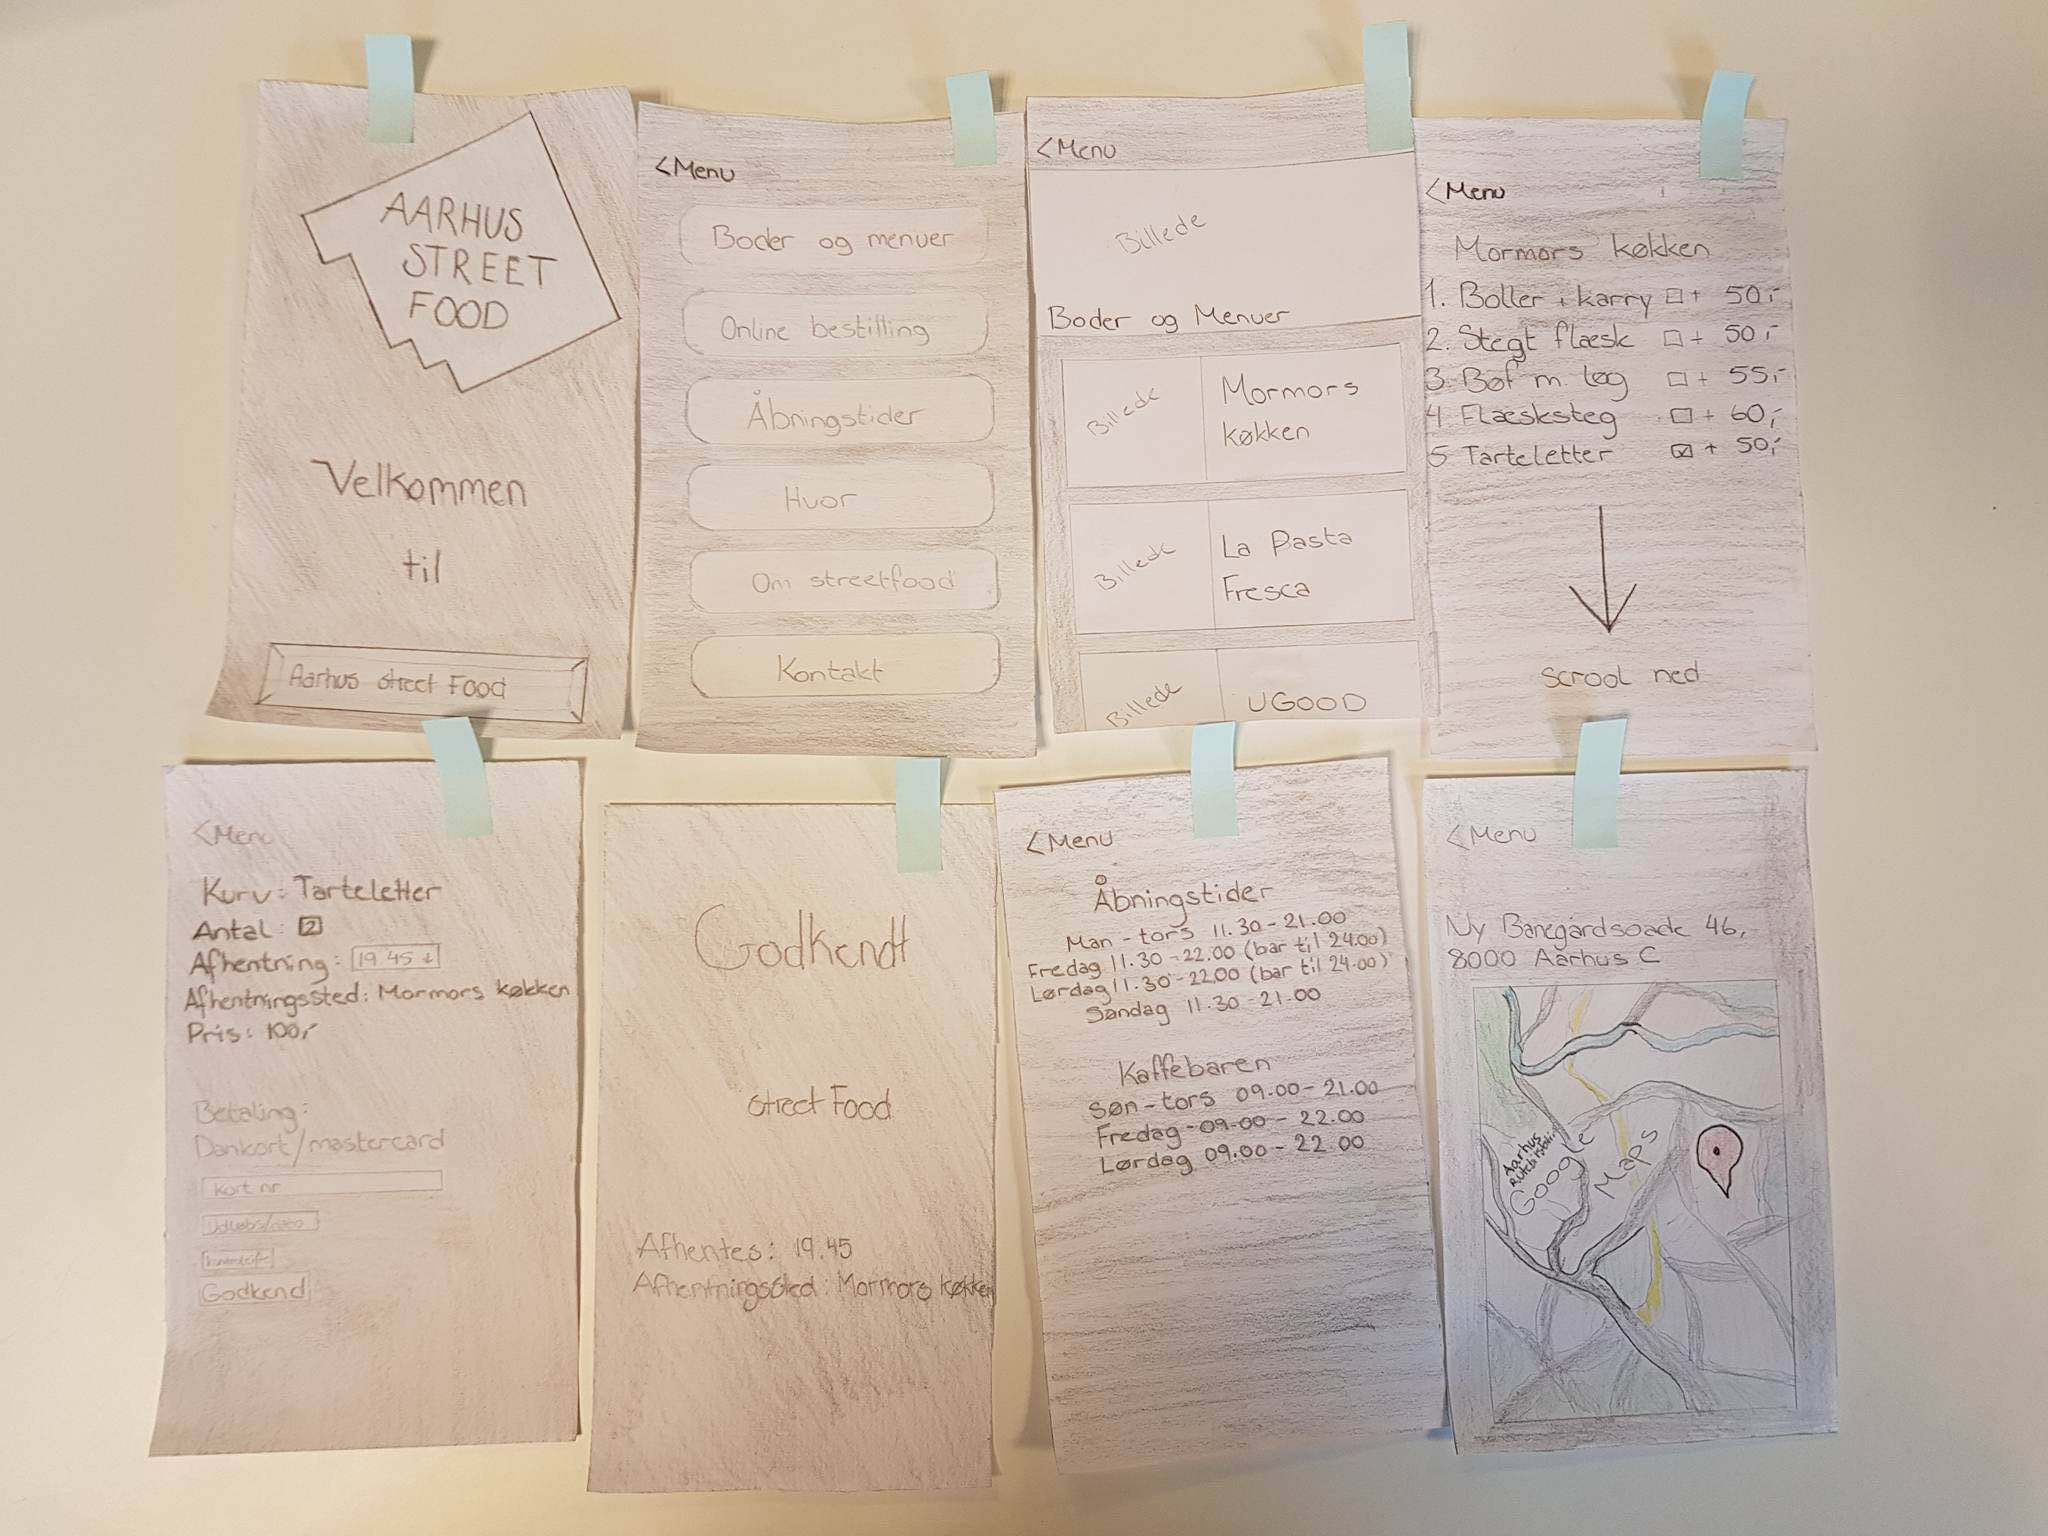 AARHUS
STREET
FOOD
Velkommen
til
Aarhus street Food
<Menu
Boder og menuer
Online bestilling
Åbningstider
Hvor
Om streetfood
Kontakt
<Menu
Billede
Boder og Menuer
Billede
Mormors
køkken
Billede
La Pasta
Fresca
Billede
UGOOD
<Menu
Mormors køkken
1. Boller i karry □+ 50,-
2. Stegt flæsk □+ 50,-
3. Bøf m. løg □+ 55,-
4 Flæsksteg □+ 60,-
5 Tarteletter ☑+ 50,-
scrool ned
<Menu
Kurv: Tarteletter
Antal: 2
Afhentning: 19 45 ↓
Afhentningssted: Mormors køkken
Pris: 100,-
Betaling:
Dankort/mastercard
Kort nr
Godkend
Godkendt
street Food
Afhentes: 19.45
Afhentningssted: Mormors køkken
<Menu
Åbningstider
Man - tors 11.30 - 21.00
Fredag 11.30 - 22.00 (bar til 24.00)
Lørdag 11.30 - 22.00 (bar til 24.00)
Søndag 11.30 - 21.00
Kaffebaren
Søn - tors 09.00 - 21.00
Fredag - 09.00 - 22.00
Lørdag 09.00 - 22 00
<Menu
Ny Banegårdsgade 46,
8000 Aarhus C
Aarhus
Google
Maps